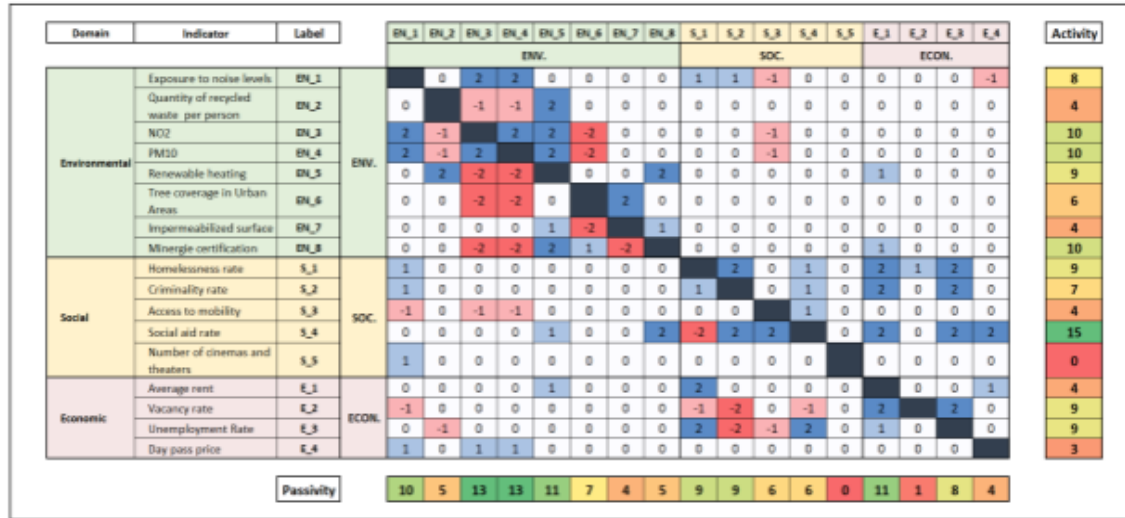 Domain Indicator Label EN_1 EN_2 EN_3 EN_4 EN_5 EN_6 EN_7 EN_8 S_1 S_2 S_3 S_4 S_5 E_1 E_2 E_3 E_4 Activity
ENV. SOC. ECON.
Exposure to noise levels EN_1 0 2 2 0 0 0 0 1 1 -1 0 0 0 0 0 -1 8
Quantity of recycled
waste per person EN_2 0 -1 -1 2 0 0 0 0 0 0 0 0 0 0 0 0 4
NO2 EN_3 2 -1 2 2 -2 0 0 0 0 -1 0 0 0 0 0 0 10
Environmental PM10 EN_4 ENV. 2 -1 2 2 -2 0 0 0 0 -1 0 0 0 0 0 0 10
Renewable heating EN_5 0 2 -2 -2 0 0 2 0 0 0 0 0 1 0 0 0 9
Tree coverage in Urban
Areas EN_6 0 0 -2 -2 0 2 0 0 0 0 0 0 0 0 0 0 6
Impermeabilized surface EN_7 0 0 0 0 1 -2 1 0 0 0 0 0 0 0 0 0 4
Minergie certification EN_8 0 0 -2 -2 2 1 -2 0 0 0 0 0 1 0 0 0 10
Homelessness rate S_1 1 0 0 0 0 0 0 0 2 0 1 0 2 1 2 0 9
Criminality rate S_2 1 0 0 0 0 0 0 0 1 0 1 0 2 0 2 0 7
Social Access to mobility S_3 SOC. -1 0 -1 -1 0 0 0 0 0 0 1 0 0 0 0 0 4
Social aid rate S_4 0 0 0 0 1 0 0 2 -2 2 2 0 2 0 2 2 15
Number of cinemas and
theaters S_5 1 0 0 0 0 0 0 0 0 0 0 0 0 0 0 0 0
Average rent E_1 0 0 0 0 1 0 0 0 2 0 0 0 0 0 0 1 4
Economic Vacancy rate E_2 ECON. -1 0 0 0 0 0 0 0 -1 -2 0 -1 0 2 2 0 9
Unemployment Rate E_3 0 -1 0 0 0 0 0 0 2 -2 -1 2 0 1 0 0 9
Day pass price E_4 1 0 1 1 0 0 0 0 0 0 0 0 0 0 0 0 3
Passivity 10 5 13 13 11 7 4 5 9 9 6 6 0 11 1 8 4